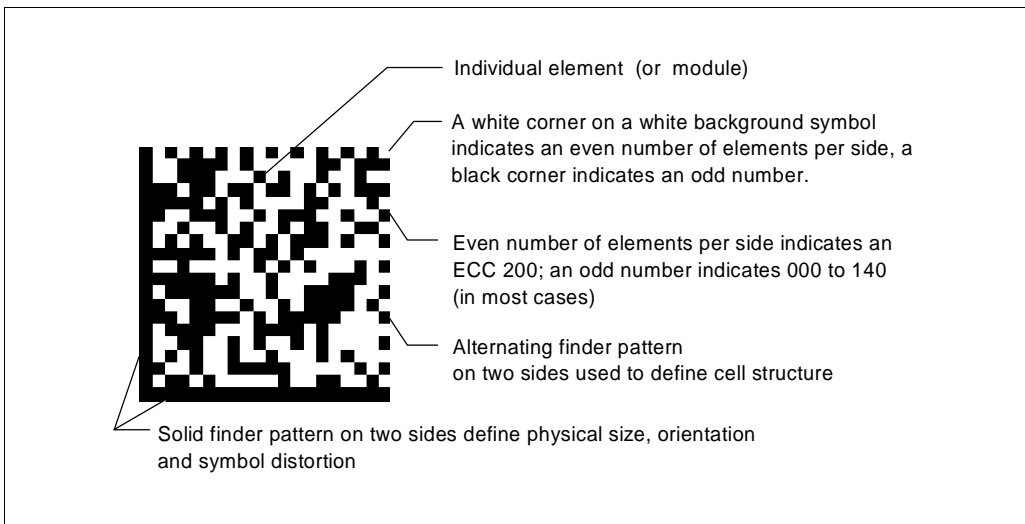 Individual element (or module)
A white corner on a white background symbol
indicates an even number of elements per side, a
black corner indicates an odd number.
Even number of elements per side indicates an
ECC 200; an odd number indicates 000 to 140
(in most cases)
Alternating finder pattern
on two sides used to define cell structure
Solid finder pattern on two sides define physical size, orientation
and symbol distortion